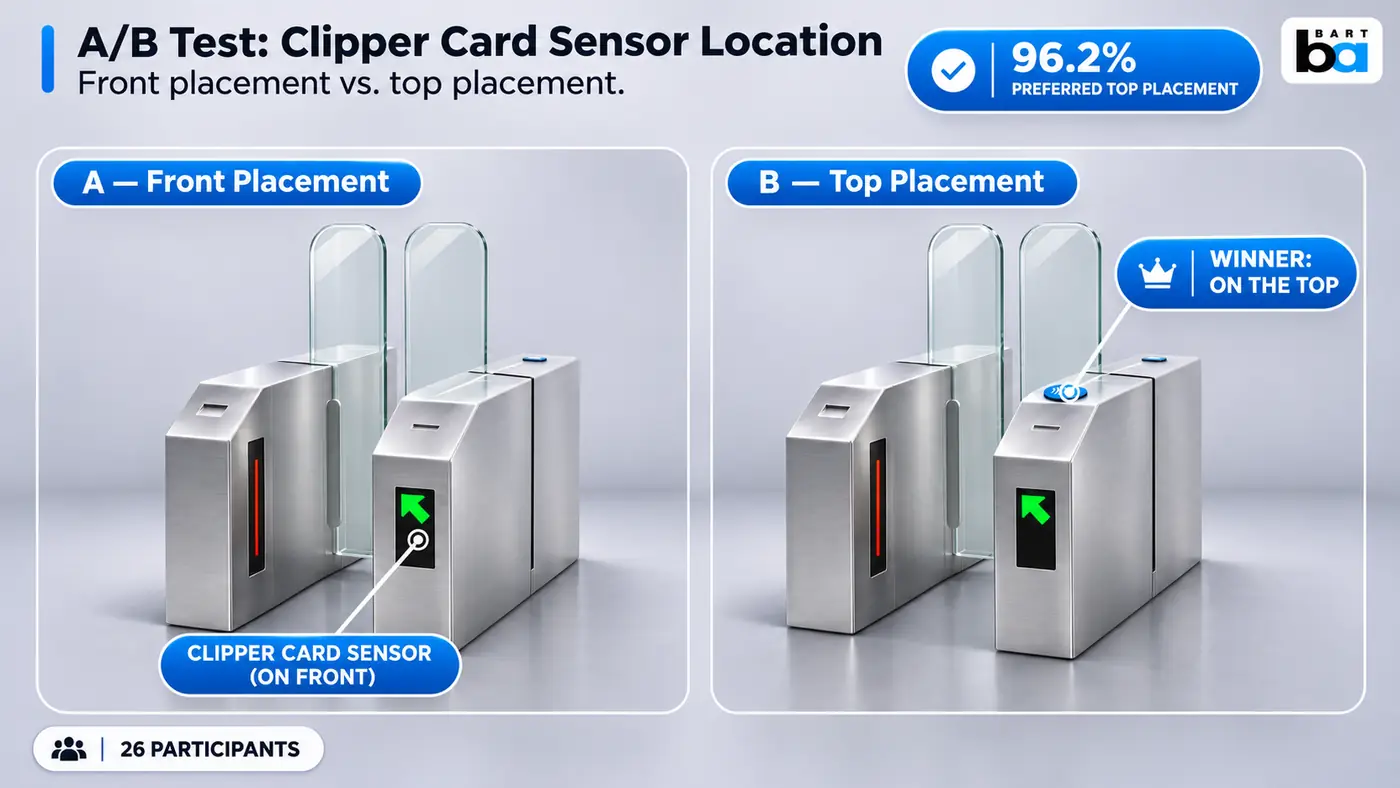 A/B Test: Clipper Card Sensor Location
Front placement vs. top placement.
96.2%
PREFERRED TOP PLACEMENT
BART
ba
A — Front Placement
B — Top Placement
WINNER:
ON THE TOP
CLIPPER CARD SENSOR
(ON FRONT)
26 PARTICIPANTS